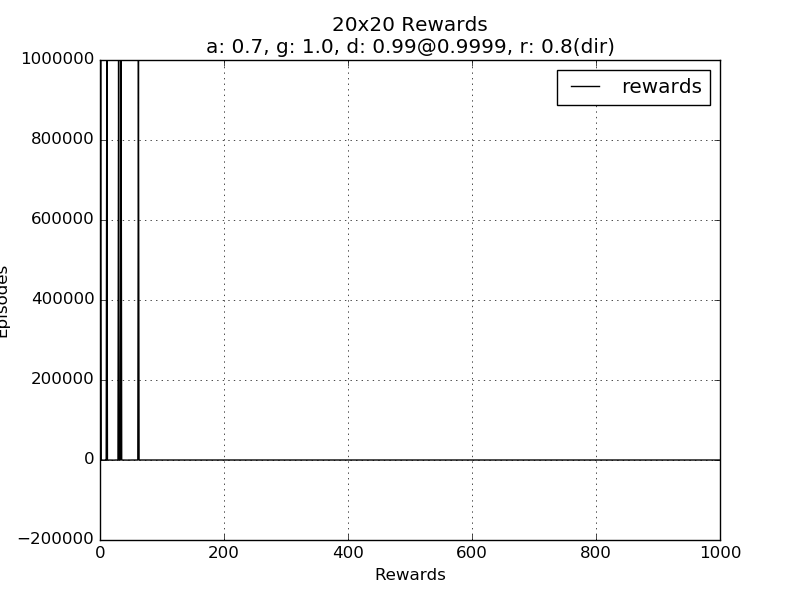 20x20 Rewards
a: 0.7, g: 1.0, d: 0.99@0.9999, r: 0.8(dir)
1000000
rewards
800000
600000
400000
Episodes
200000
0
−200000
0 200 400 600 800 1000
Rewards